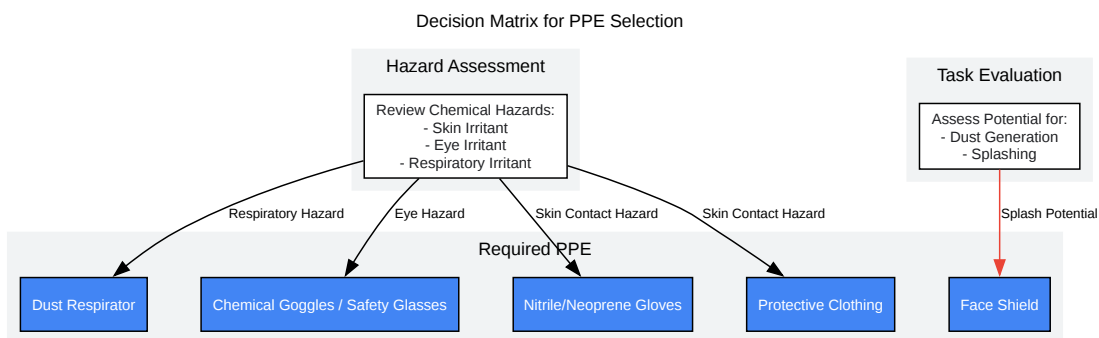 Decision Matrix for PPE Selection
Hazard Assessment
Task Evaluation
Review Chemical Hazards:
- Skin Irritant
- Eye Irritant
- Respiratory Irritant
Assess Potential for:
- Dust Generation
- Splashing
Respiratory Hazard
Eye Hazard
Skin Contact Hazard
Skin Contact Hazard
Splash Potential
Required PPE
Dust Respirator
Chemical Goggles / Safety Glasses
Nitrile/Neoprene Gloves
Protective Clothing
Face Shield